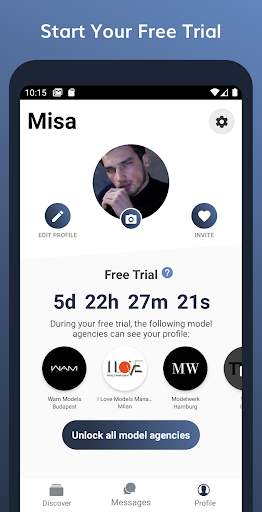 Start Your Free Trial
10:15
Misa
EDIT PROFILE
INVITE
Free Trial ?
5d 22h 27m 21s
During your free trial, the following model
agencies can see your profile:
WAM
I LOVE
MW
Wam Models
Budapest
I Love Models Mana...
Milan
Modelwerk
Hamburg
Unlock all model agencies
Discover
Messages
Profile